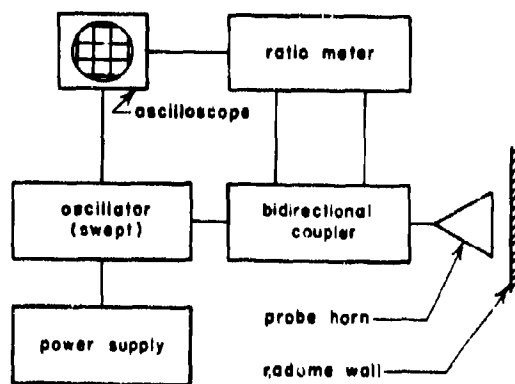 ratio meter
oscilloscope
oscillator
(swept)
bidirectional
coupler
probe horn
power supply
radome wall